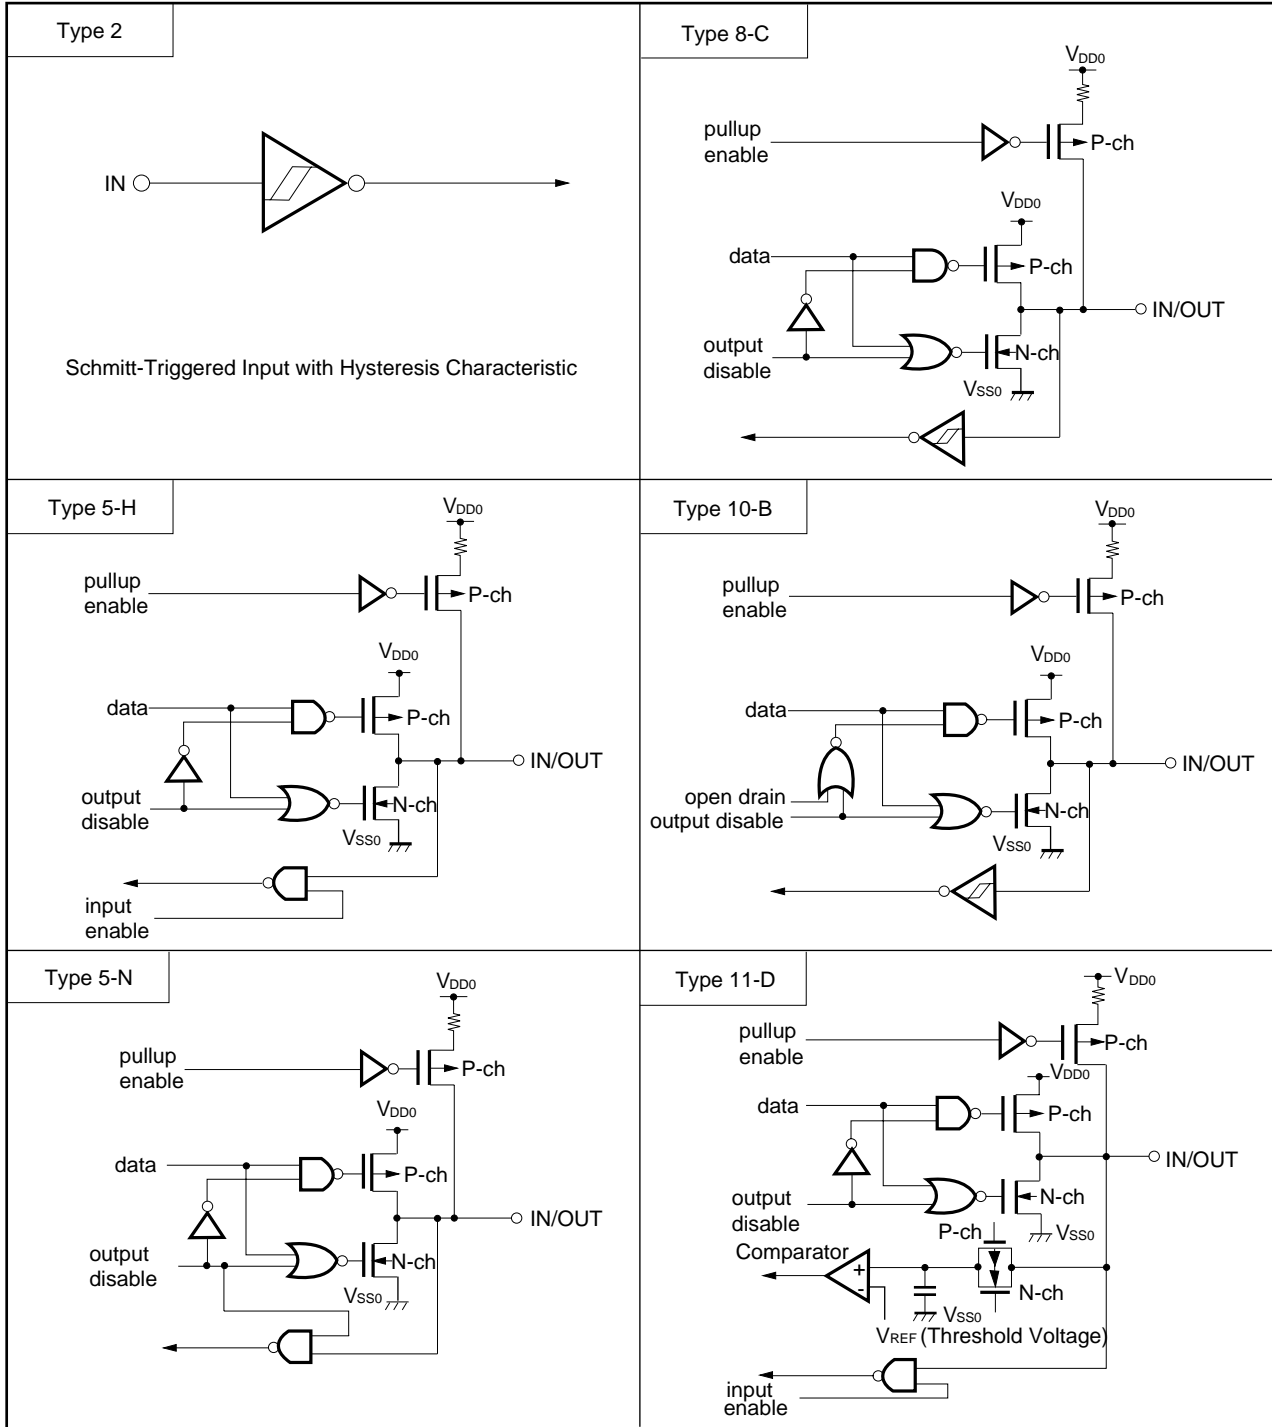 Type 2
IN
Schmitt-Triggered Input with Hysteresis Characteristic
Type 8-C
VDD0
pullup
enable
P-ch
VDD0
data
P-ch
IN/OUT
output
disable
N-ch
VSS0
Type 5-H
VDD0
pullup
enable
P-ch
VDD0
data
P-ch
IN/OUT
output
disable
N-ch
VSS0
input
enable
Type 10-B
VDD0
pullup
enable
P-ch
VDD0
data
P-ch
IN/OUT
open drain
output disable
N-ch
VSS0
Type 5-N
VDD0
pullup
enable
P-ch
VDD0
data
P-ch
IN/OUT
output
disable
N-ch
VSS0
Type 11-D
VDD0
pullup
enable
P-ch
VDD0
data
P-ch
IN/OUT
output
disable
N-ch
P-ch
VSS0
Comparator
+
-
N-ch
VSS0
VREF (Threshold Voltage)
input
enable